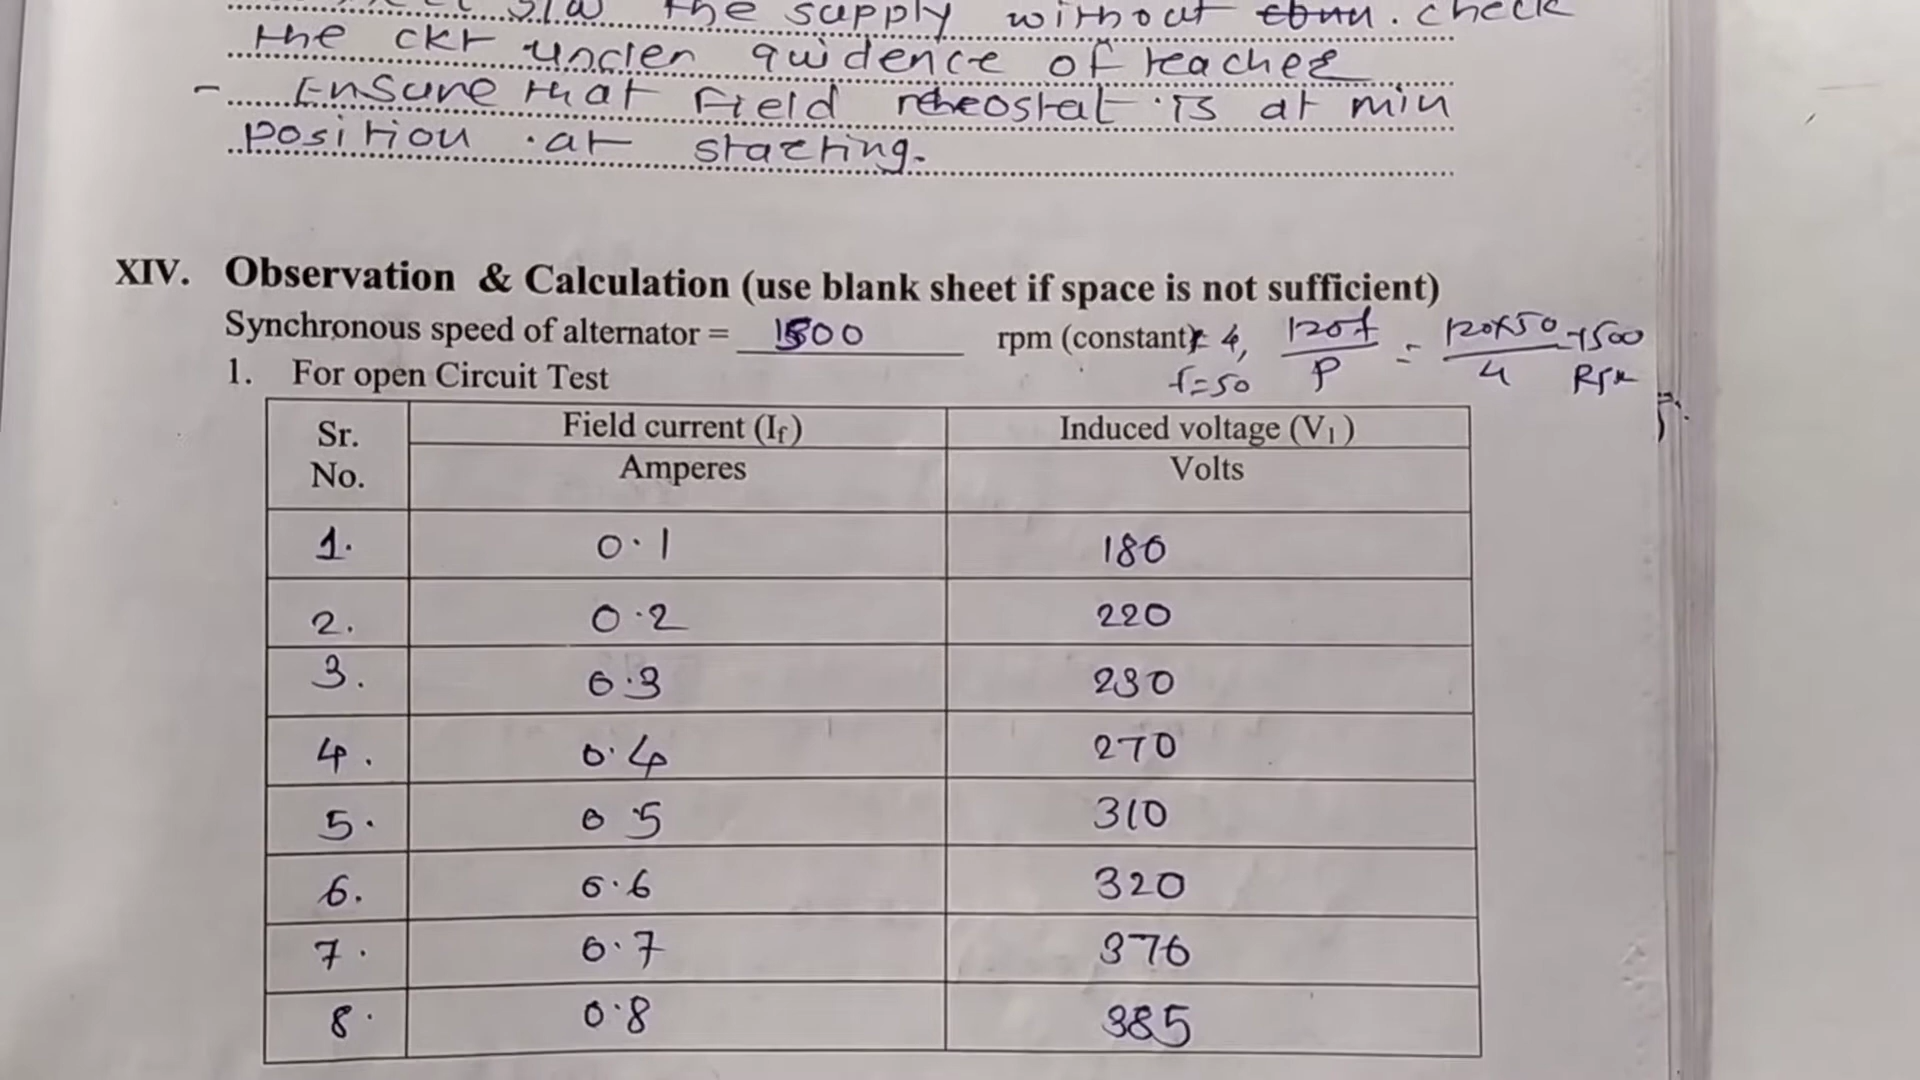 the supply without check
the ckt under guidence of teacher
- Ensure that field reheostat is at min
position at starting.
XIV. Observation & Calculation (use blank sheet if space is not sufficient)
Synchronous speed of alternator = 1500 rpm (constant) 4, 120f/P = 120x50/4 = 1500
f=50 RPM
1. For open Circuit Test
Sr. No. Field current (If) Induced voltage (V1)
Amperes Volts
1. 0.1 180
2. 0.2 220
3. 0.3 230
4. 0.4 270
5. 0.5 310
6. 0.6 320
7. 0.7 376
8. 0.8 385